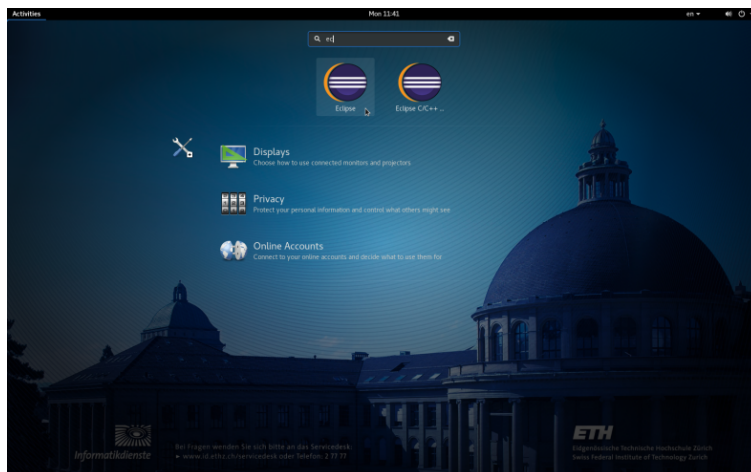 Activities
Mon 11:41
en
ec
Eclipse
Eclipse C/C++ ...
Displays
Choose how to use connected monitors and projectors
Privacy
Protect your personal information and control what others might see
Online Accounts
Connect to your online accounts and decide what to use them for
Informatikdienste
Bei Fragen wenden Sie sich bitte an das Servicedesk:
► www.id.ethz.ch/servicedesk oder Telefon: 2 77 77
ETH
Eidgenössische Technische Hochschule Zürich
Swiss Federal Institute of Technology Zurich